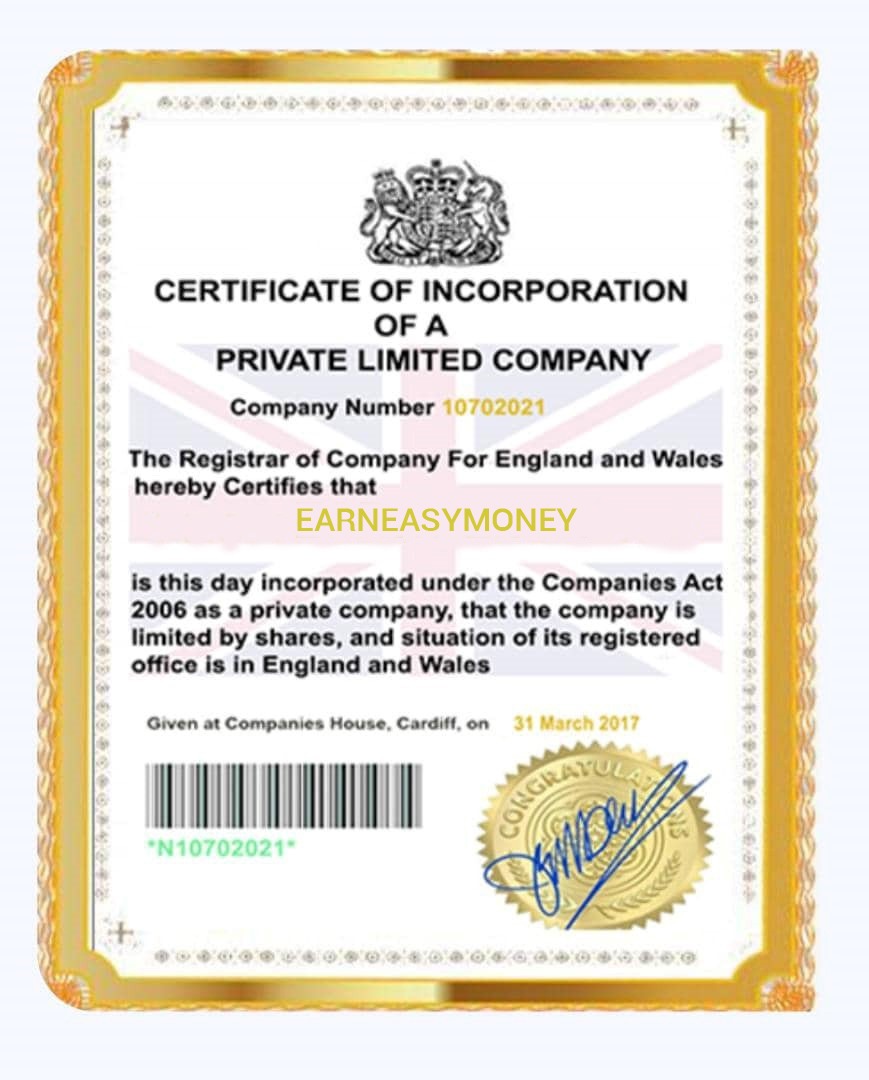 CERTIFICATE OF INCORPORATION
OF A
PRIVATE LIMITED COMPANY
Company Number 10702021
The Registrar of Company For England and Wales
hereby Certifies that
EARNEASYMONEY
is this day incorporated under the Companies Act
2006 as a private company, that the company is
limited by shares, and situation of its registered
office is in England and Wales
Given at Companies House, Cardiff, on 31 March 2017
*N10702021*
CONGRATULATIONS